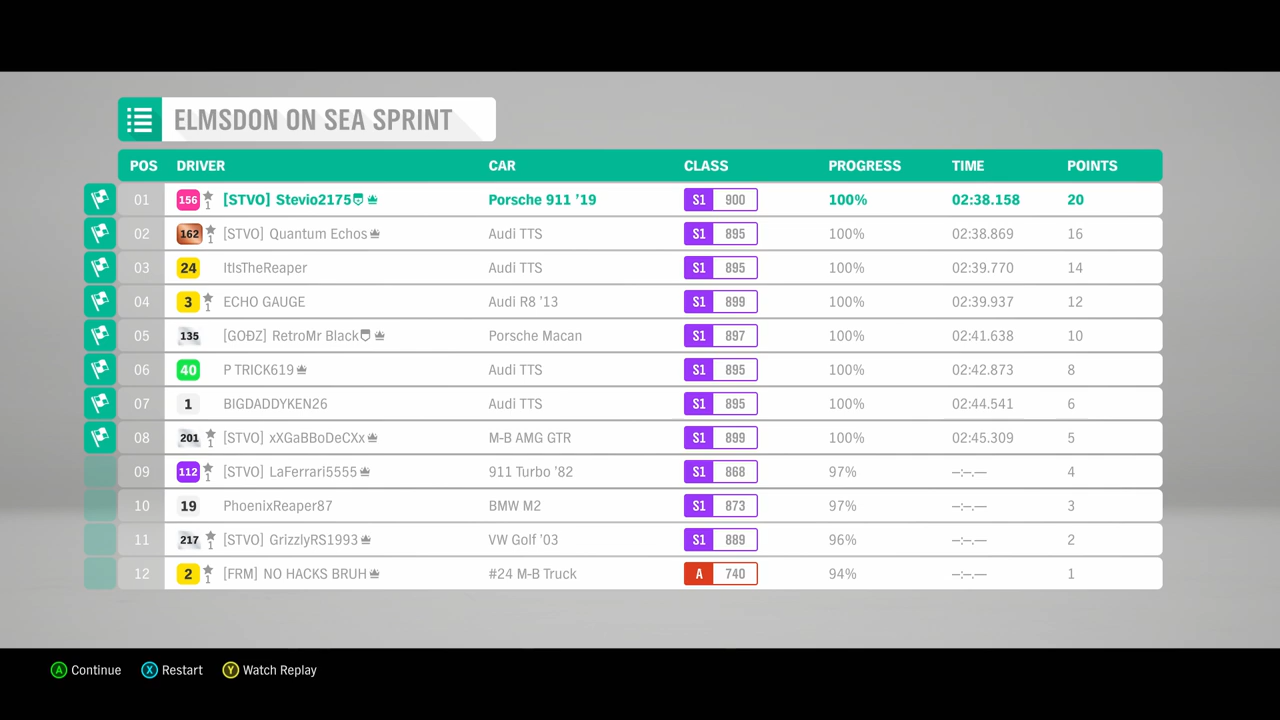 ELMSDON ON SEA SPRINT
POS DRIVER CAR CLASS PROGRESS TIME POINTS
01 156 1 [STVO] Stevio2175 Porsche 911 '19 S1 900 100% 02:38.158 20
02 162 1 [STVO] Quantum Echos Audi TTS S1 895 100% 02:38.869 16
03 24 ItIsTheReaper Audi TTS S1 895 100% 02:39.770 14
04 3 1 ECHO GAUGE Audi R8 '13 S1 899 100% 02:39.937 12
05 135 [GOĐZ] RetroMr Black Porsche Macan S1 897 100% 02:41.638 10
06 40 P TRICK619 Audi TTS S1 895 100% 02:42.873 8
07 1 BIGDADDYKEN26 Audi TTS S1 895 100% 02:44.541 6
08 201 1 [STVO] xXGaBBoDeCXx M-B AMG GTR S1 899 100% 02:45.309 5
09 112 1 [STVO] LaFerrari5555 911 Turbo '82 S1 868 97% –:–.–– 4
10 19 PhoenixReaper87 BMW M2 S1 873 97% –:–.–– 3
11 217 1 [STVO] GrizzlyRS1993 VW Golf '03 S1 889 96% –:–.–– 2
12 2 1 [FRM] NO HACKS BRUH #24 M-B Truck A 740 94% –:–.–– 1
A Continue X Restart Y Watch Replay